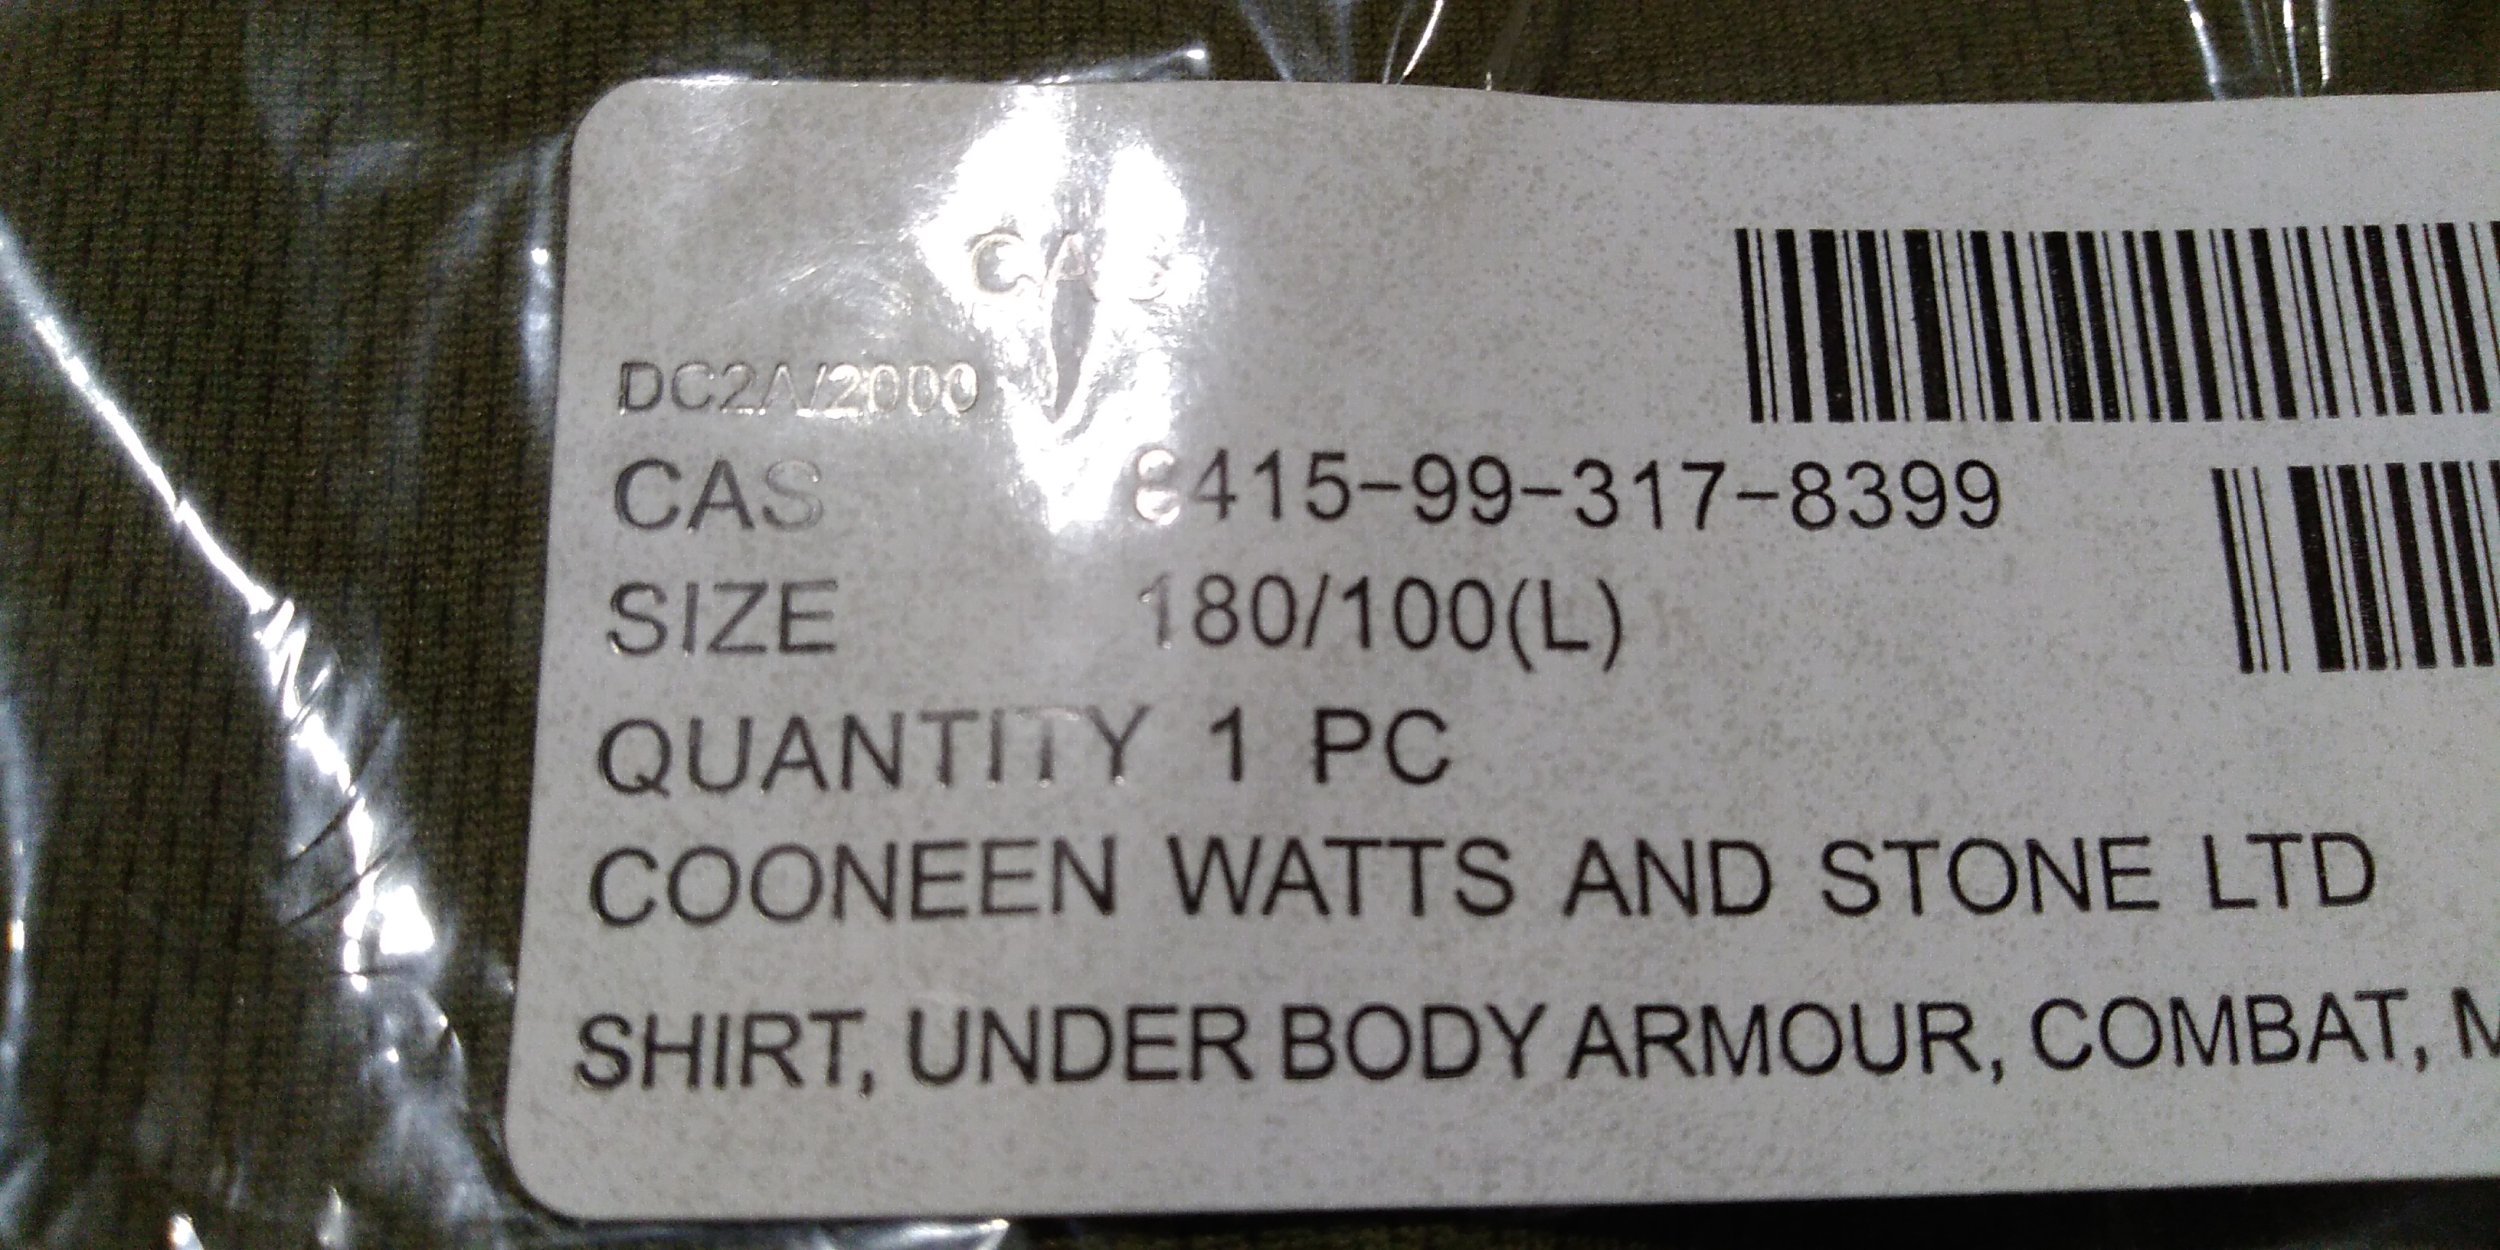 CAS
DC2A/2000
CAS 8415-99-317-8399
SIZE 180/100(L)
QUANTITY 1 PC
COONEEN WATTS AND STONE LTD
SHIRT, UNDER BODY ARMOUR, COMBAT, M